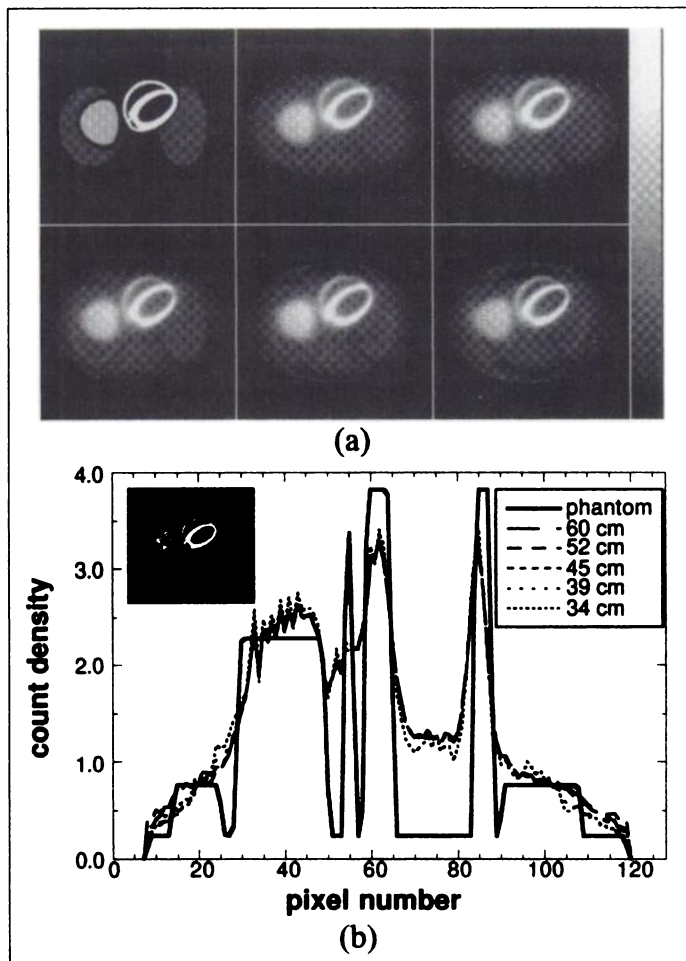 (a)
4.0
3.0
2.0
1.0
0.0
count density
phantom
60 cm
52 cm
45 cm
39 cm
34 cm
0 20 40 60 80 100 120
pixel number
(b)